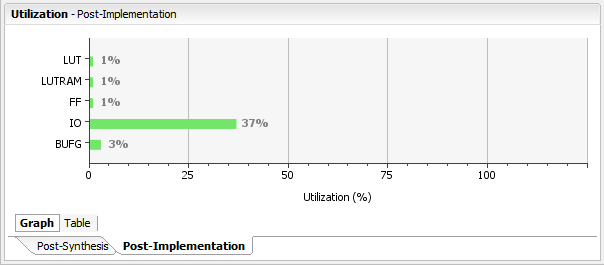 Utilization - Post-Implementation
LUT 1%
LUTRAM 1%
FF 1%
IO 37%
BUFG 3%
0 25 50 75 100
Utilization (%)
Graph Table
Post-Synthesis Post-Implementation